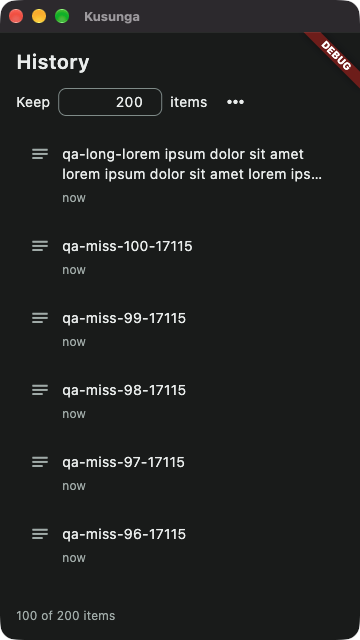 Kusunga
DEBUG
History
Keep 200 items •••
qa-long-lorem ipsum dolor sit amet
lorem ipsum dolor sit amet lorem ips...
now
qa-miss-100-17115
now
qa-miss-99-17115
now
qa-miss-98-17115
now
qa-miss-97-17115
now
qa-miss-96-17115
now
100 of 200 items